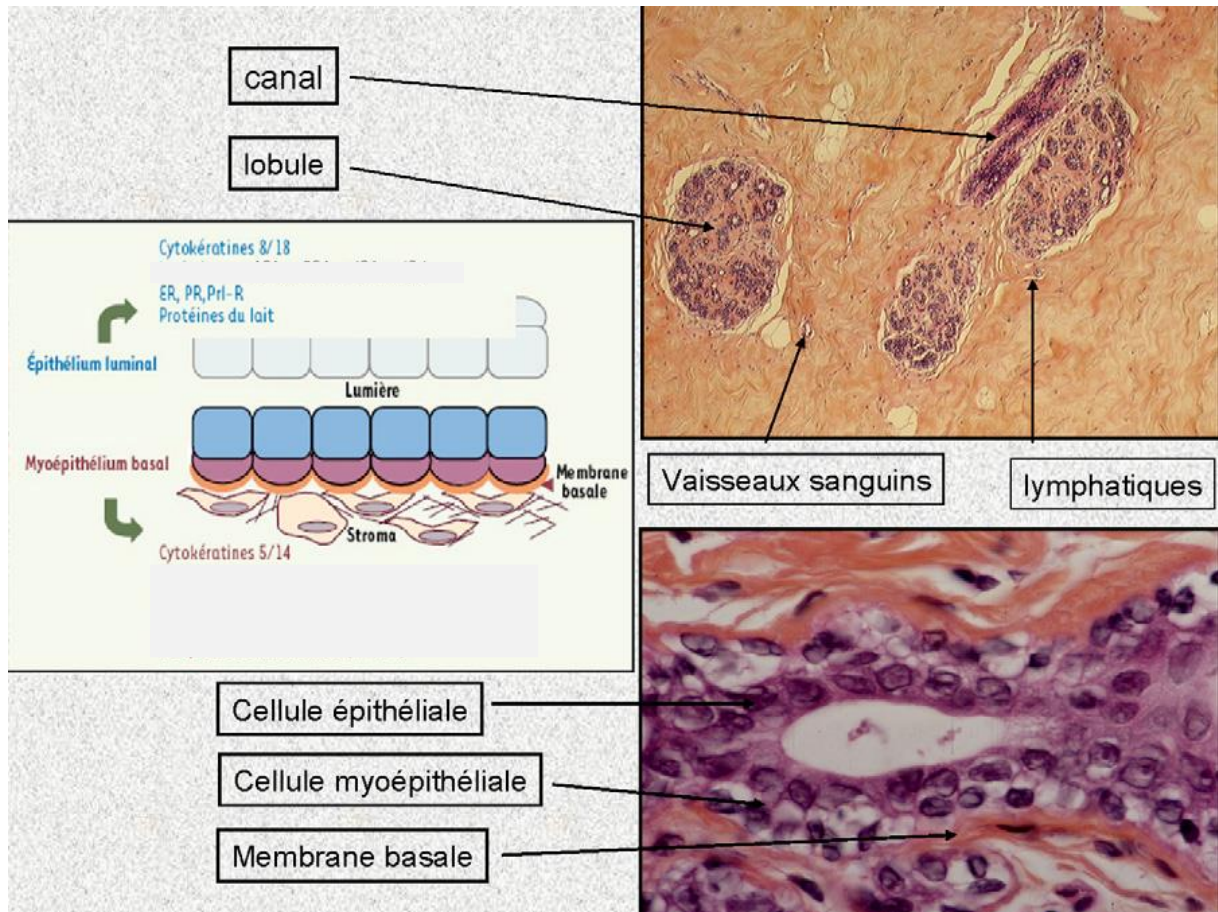 canal
lobule
Cytokératines 8/18
ER, PR, Prl-R
Protéines du lait
Épithélium luminal
Lumière
Myoépithélium basal
Membrane
basale
Stroma
Cytokératines 5/14
Vaisseaux sanguins
lymphatiques
Cellule épithéliale
Cellule myoépithéliale
Membrane basale